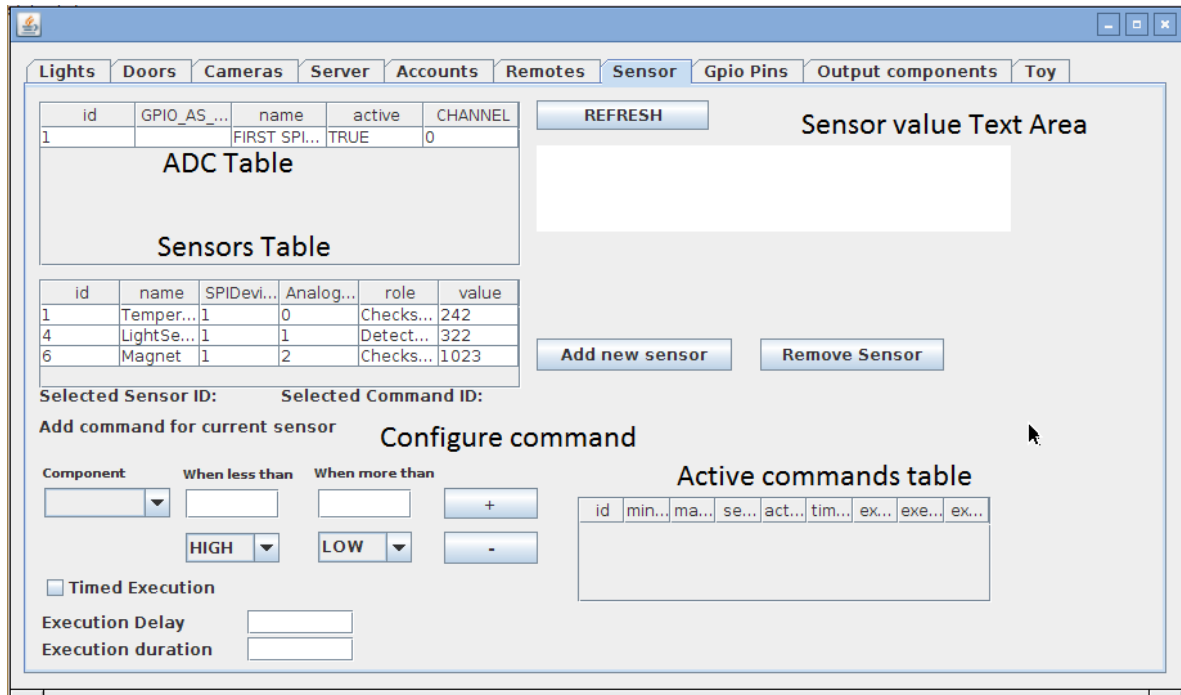 Lights Doors Cameras Server Accounts Remotes Sensor Gpio Pins Output components Toy
id GPIO_AS_... name active CHANNEL
1 FIRST SPI... TRUE 0
ADC Table
REFRESH
Sensor value Text Area
Sensors Table
id name SPIDevi... Analog... role value
1 Temper... 1 0 Checks... 242
4 LightSe... 1 1 Detect... 322
6 Magnet 1 2 Checks... 1023
Add new sensor Remove Sensor
Selected Sensor ID: Selected Command ID:
Add command for current sensor
Configure command
Component When less than When more than
+
HIGH LOW -
Active commands table
id min... ma... se... act... tim... ex... exe... ex...
Timed Execution
Execution Delay
Execution duration